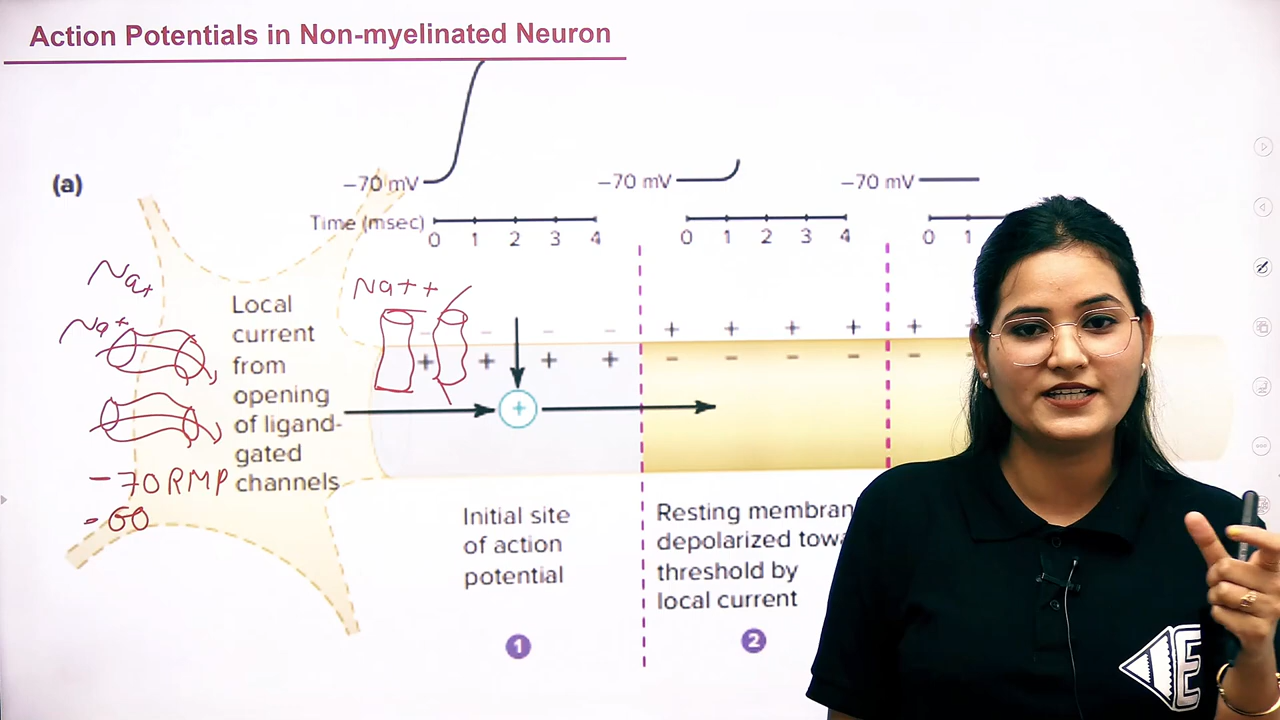 Action Potentials in Non-myelinated Neuron
(a)
−70 mV
−70 mV
−70 mV
Time (msec)
0 1 2 3 4
0 1 2 3 4
0 1
Na+
Na+
Na++
Local
current
from
opening
of ligand-
gated
channels
− − − −
+ + + +
+ + + + +
− − − − −
+
-70 RMP
-60
Initial site
of action
potential
1
Resting membran
depolarized towa
threshold by
local current
2
E